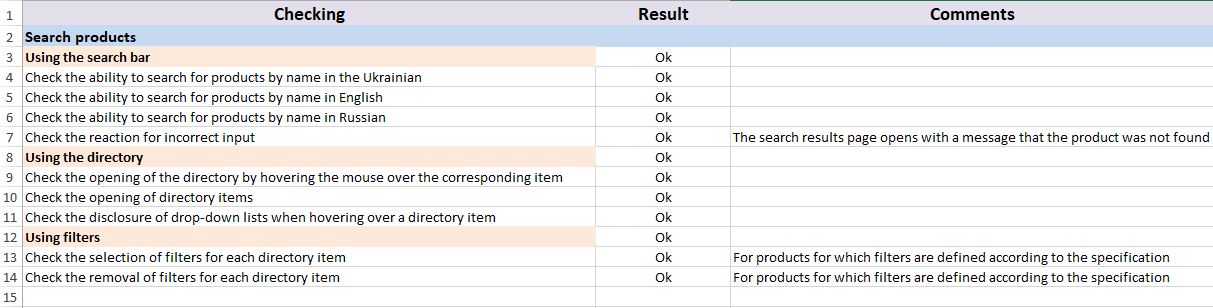 1 Checking Result Comments
2 Search products
3 Using the search bar Ok
4 Check the ability to search for products by name in the Ukrainian Ok
5 Check the ability to search for products by name in English Ok
6 Check the ability to search for products by name in Russian Ok
7 Check the reaction for incorrect input Ok The search results page opens with a message that the product was not found
8 Using the directory Ok
9 Check the opening of the directory by hovering the mouse over the corresponding item Ok
10 Check the opening of directory items Ok
11 Check the disclosure of drop-down lists when hovering over a directory item Ok
12 Using filters Ok
13 Check the selection of filters for each directory item Ok For products for which filters are defined according to the specification
14 Check the removal of filters for each directory item Ok For products for which filters are defined according to the specification
15